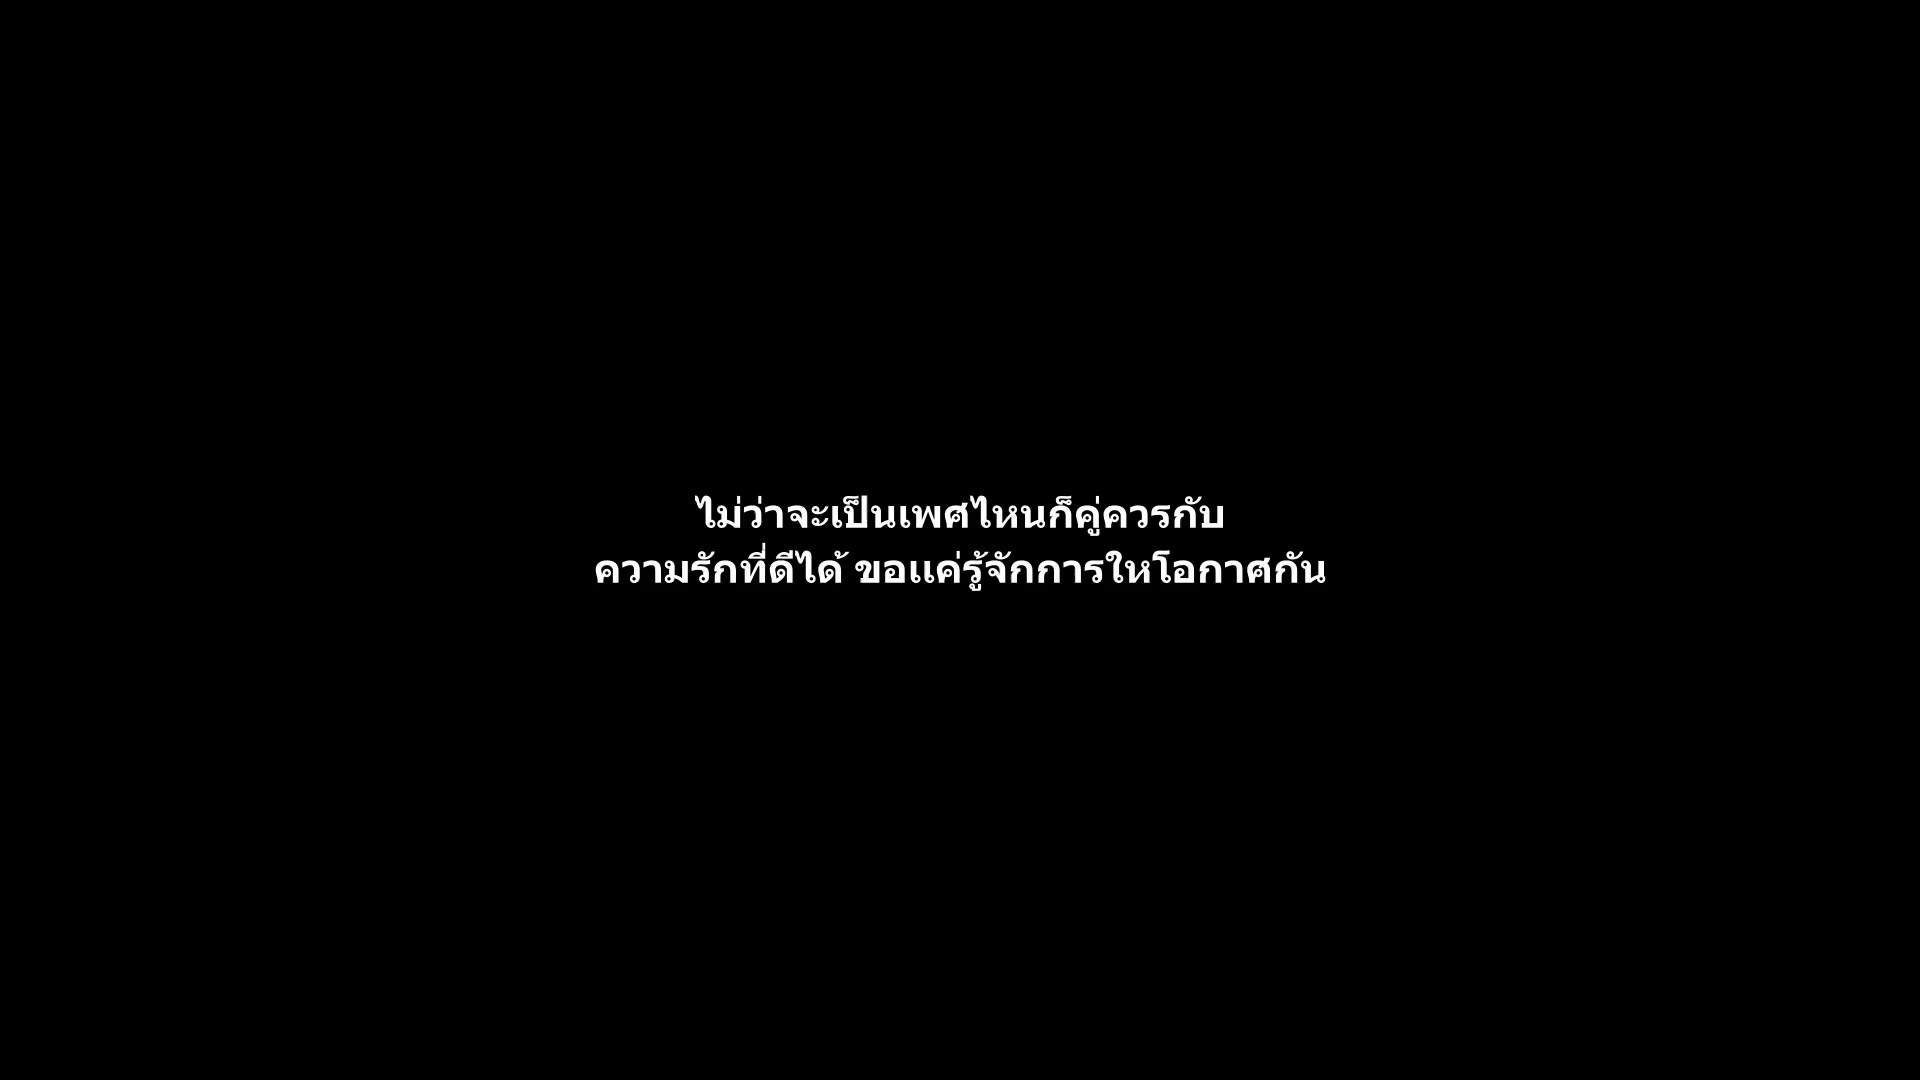 ไม่ว่าจะเป็นเพศไหนก็คู่ควรกับ
ความรักที่ดีได้ ขอแค่รู้จักการใหโอกาศกัน